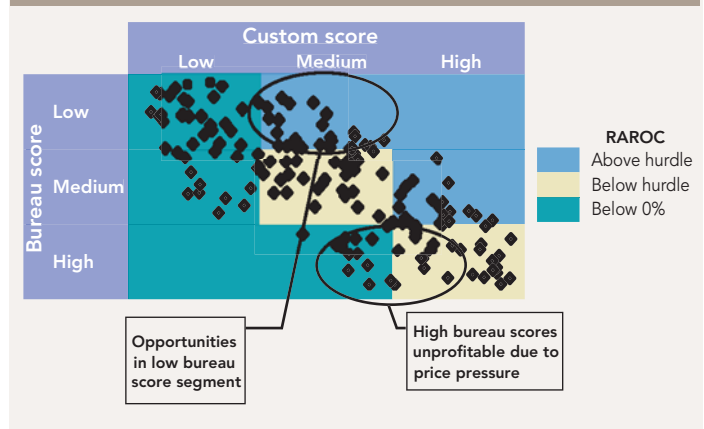 Custom score
Low Medium High
Bureau score
Low
Medium
High
RAROC
Above hurdle
Below hurdle
Below 0%
Opportunities
in low bureau
score segment
High bureau scores
unprofitable due to
price pressure